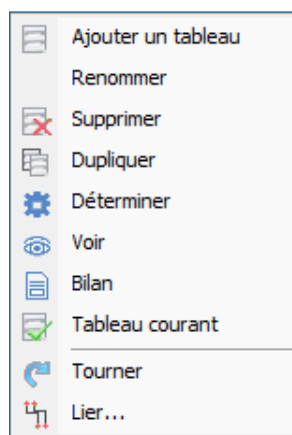 Ajouter un tableau
Renommer
Supprimer
Dupliquer
Déterminer
Voir
Bilan
Tableau courant
Tourner
Lier...